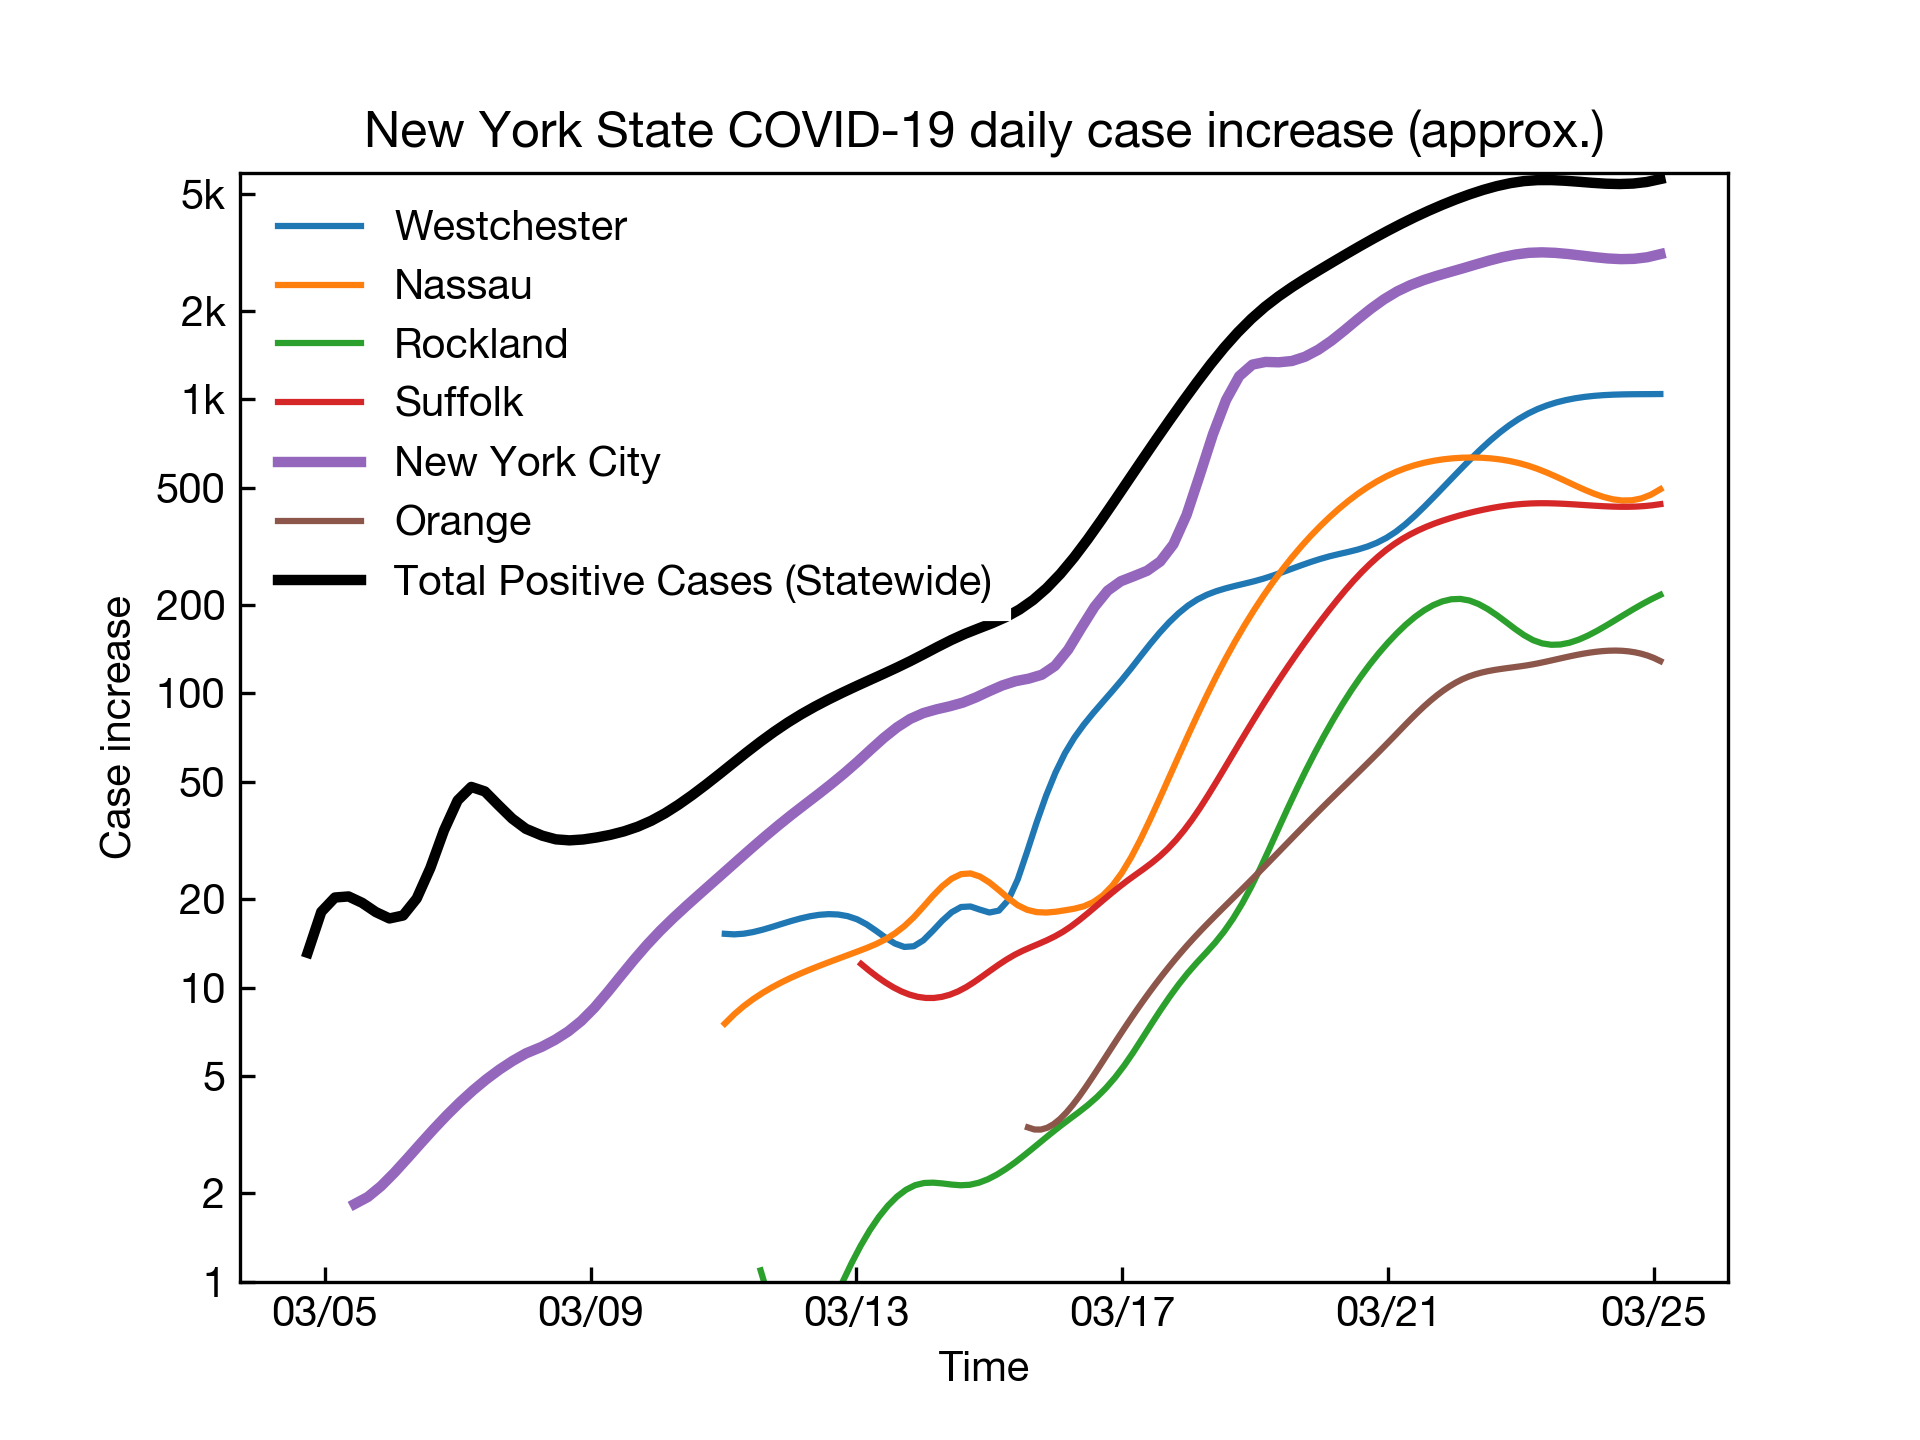 New York State COVID-19 daily case increase (approx.)
5k
2k
1k
500
200
100
50
20
10
5
2
1
Case increase
Westchester
Nassau
Rockland
Suffolk
New York City
Orange
Total Positive Cases (Statewide)
03/05 03/09 03/13 03/17 03/21 03/25
Time